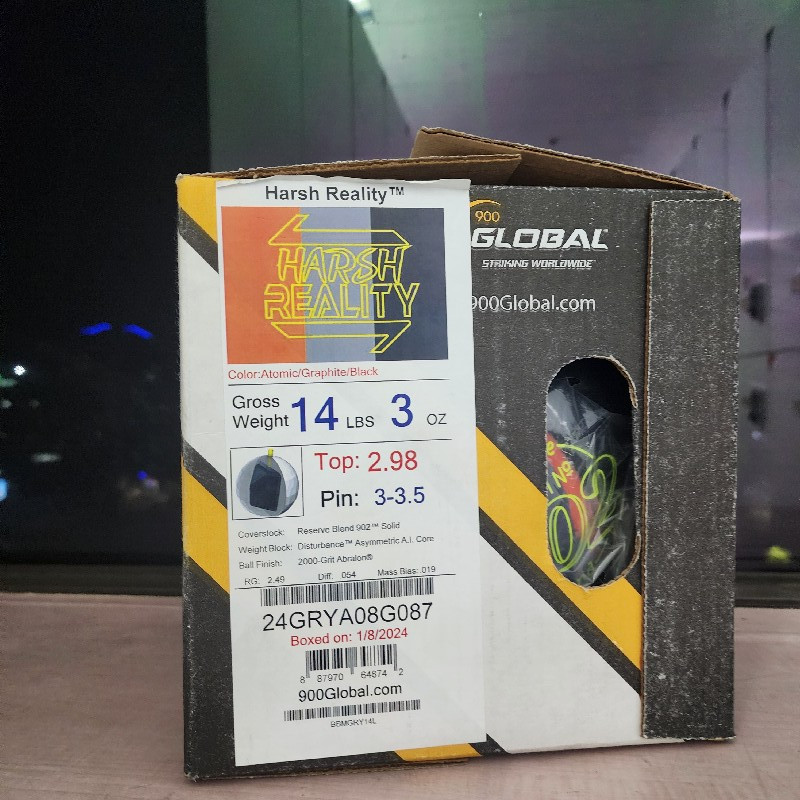 Harsh Reality™
HARSH
REALITY
Color:Atomic/Graphite/Black
Gross Weight 14 LBS 3 OZ
Top: 2.98
Pin: 3-3.5
Coverstock: Reserve Blend 902™ Solid
Weight Block: Disturbance™ Asymmetric A.I. Core
Ball Finish: 2000-Grit Abralon®
RG: 2.49 Diff: .054 Mass Bias: .019
24GRYA08G087
Boxed on: 1/8/2024
8 87970 64874 2
900Global.com
BBMGRY14L
900
GLOBAL
STRIKING WORLDWIDE
900Global.com
No
02